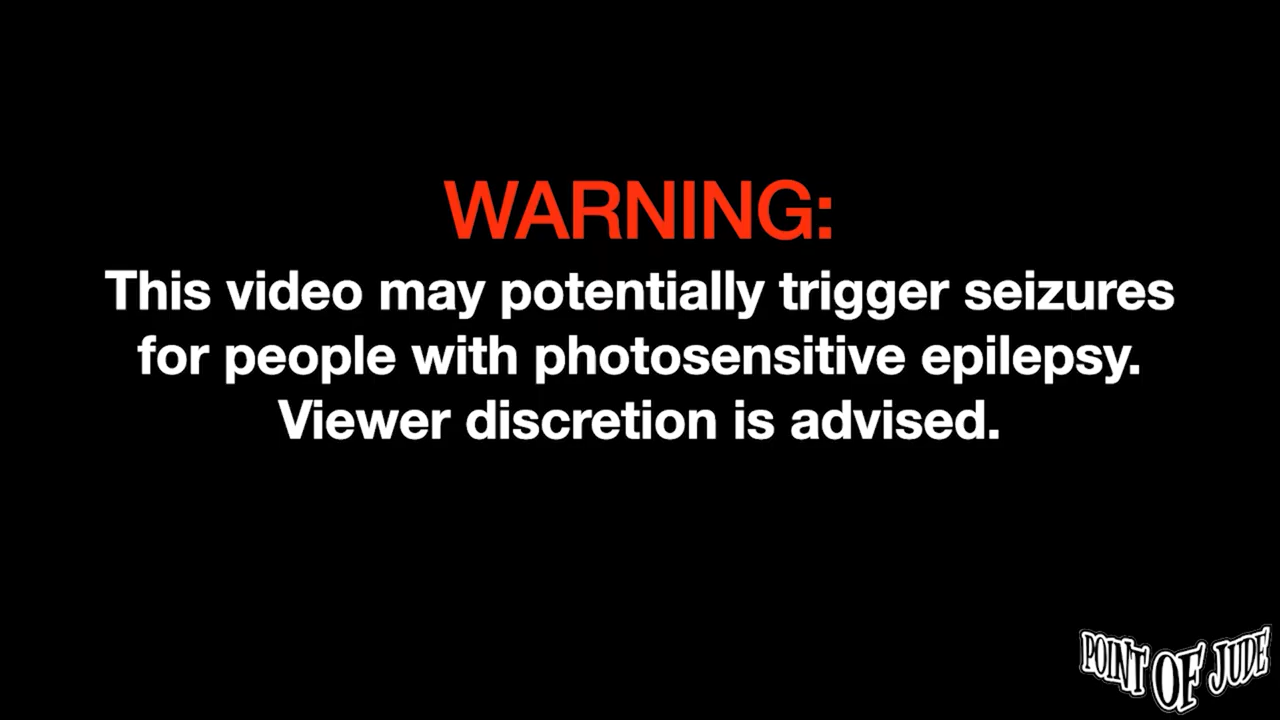 WARNING:
This video may potentially trigger seizures
for people with photosensitive epilepsy.
Viewer discretion is advised.
POINT OF JUDE